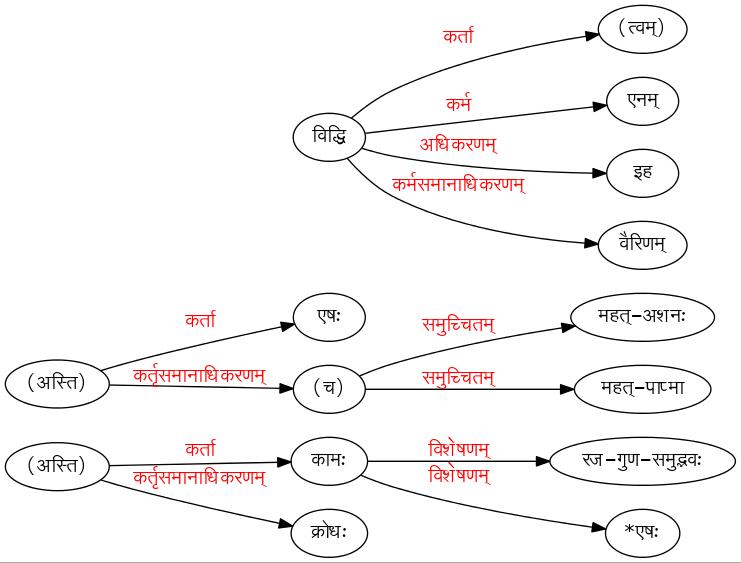 (त्वम्)
कर्ता
कर्म
एनम्
विद्धि
अधिकरणम्
इह
कर्मसमानाधिकरणम्
वैरिणम्
कर्ता
एषः
समुच्चितम्
महत्-अशनः
(अस्ति)
कर्तृसमानाधिकरणम्
(च)
समुच्चितम्
महत्-पाप्मा
(अस्ति)
कर्ता
कामः
विशेषणम्
रज-गुण-समुद्भवः
कर्तृसमानाधिकरणम्
विशेषणम्
क्रोधः
*एषः